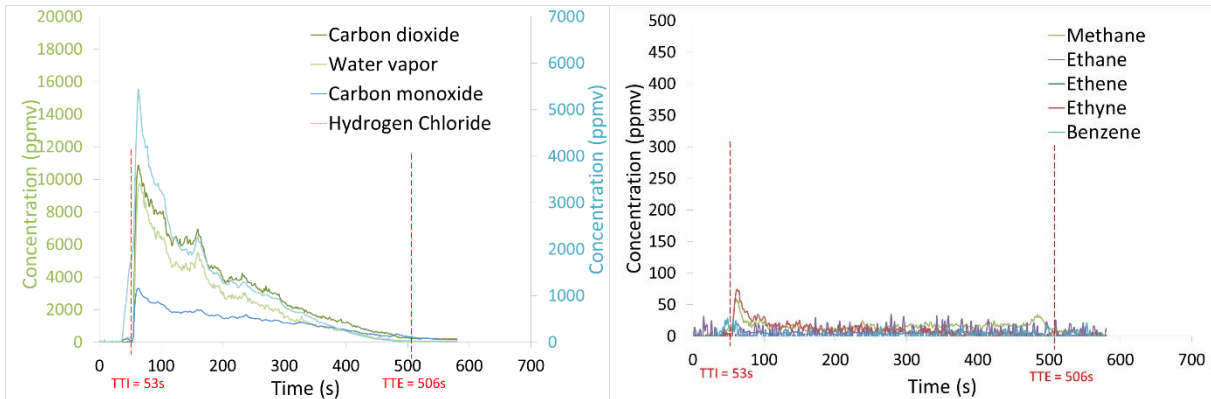 20000
18000
16000
14000
12000
10000
8000
6000
4000
2000
0
Concentration (ppmv)
7000
6000
5000
4000
3000
2000
1000
0
Concentration (ppmv)
Carbon dioxide
Water vapor
Carbon monoxide
Hydrogen Chloride
0 100 200 300 400 500 600 700
TTI = 53s
Time (s)
TTE = 506s
500
450
400
350
300
250
200
150
100
50
0
Concentration (ppmv)
Methane
Ethane
Ethene
Ethyne
Benzene
0 100 200 300 400 500 600 700
TTI = 53s
Time (s)
TTE = 506s